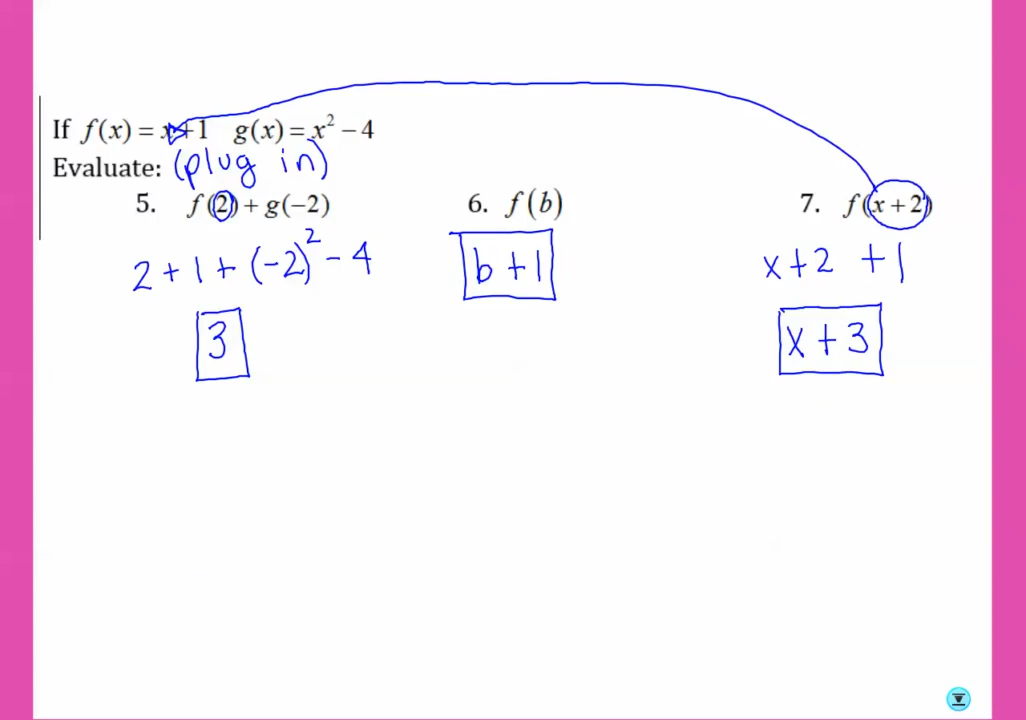 If f(x) = x+1 g(x) = x² − 4
Evaluate: (plug in)
5. f(2) + g(−2) 6. f(b) 7. f(x + 2)
2 + 1 + (-2)² - 4 b + 1 x + 2 + 1
3 x + 3